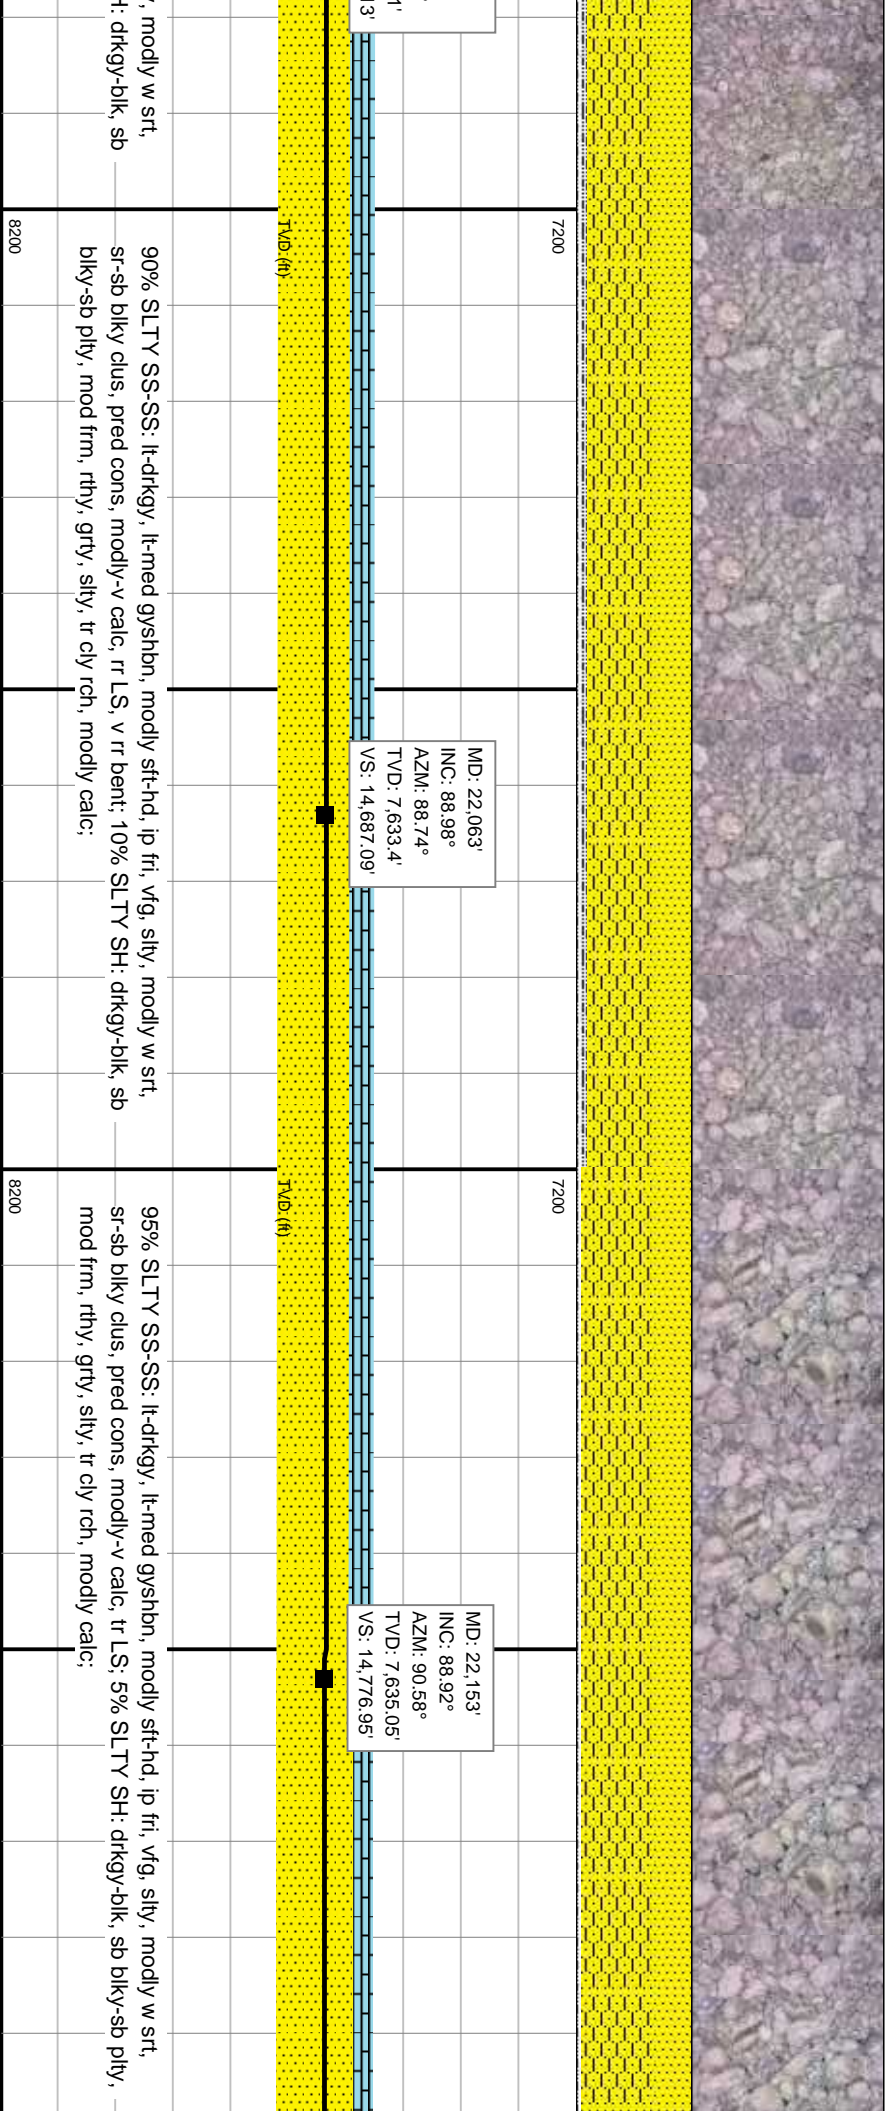 , modly w srt,
H: drkgy-blk, sb
1'
13'
8200
TVD (ft)
7200
90% SLTY SS-SS: lt-drkgy, lt-med gyshbn, modly sft-hd, ip fri, vfg, slty, modly w srt,
sr-sb blky clus, pred cons, modly-v calc, rr LS, v rr bent; 10% SLTY SH: drkgy-blk, sb
blky-sb plty, mod frm, rthy, grty, slty, tr cly rch, modly calc;
MD: 22,063'
INC: 88.98°
AZM: 88.74°
TVD: 7,633.4'
VS: 14,687.09'
8200
TVD (ft)
7200
95% SLTY SS-SS: lt-drkgy, lt-med gyshbn, modly sft-hd, ip fri, vfg, slty, modly w srt,
sr-sb blky clus, pred cons, modly-v calc, tr LS; 5% SLTY SH: drkgy-blk, sb blky-sb plty,
mod frm, rthy, grty, slty, tr cly rch, modly calc;
MD: 22,153'
INC: 88.92°
AZM: 90.58°
TVD: 7,635.05'
VS: 14,776.95'